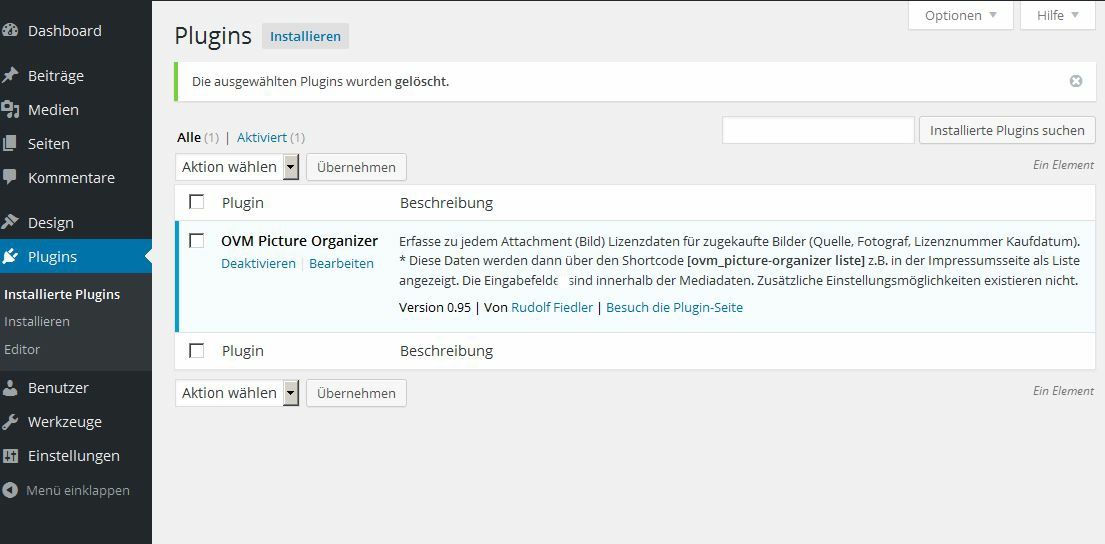 Dashboard
Beiträge
Medien
Seiten
Kommentare
Design
Plugins
Installierte Plugins
Installieren
Editor
Benutzer
Werkzeuge
Einstellungen
Menü einklappen
Optionen
Hilfe
Plugins Installieren
Die ausgewählten Plugins wurden gelöscht.
Alle (1) | Aktiviert (1)
Installierte Plugins suchen
Aktion wählen Übernehmen
Ein Element
Plugin Beschreibung
OVM Picture Organizer
Deaktivieren | Bearbeiten
Erfasse zu jedem Attachment (Bild) Lizenzdaten für zugekaufte Bilder (Quelle, Fotograf, Lizenznummer Kaufdatum).
* Diese Daten werden dann über den Shortcode [ovm_picture-organizer liste] z.B. in der Impressumsseite als Liste
angezeigt. Die Eingabefelde sind innerhalb der Mediadaten. Zusätzliche Einstellungsmöglichkeiten existieren nicht.
Version 0.95 | Von Rudolf Fiedler | Besuch die Plugin-Seite
Plugin Beschreibung
Aktion wählen Übernehmen
Ein Element